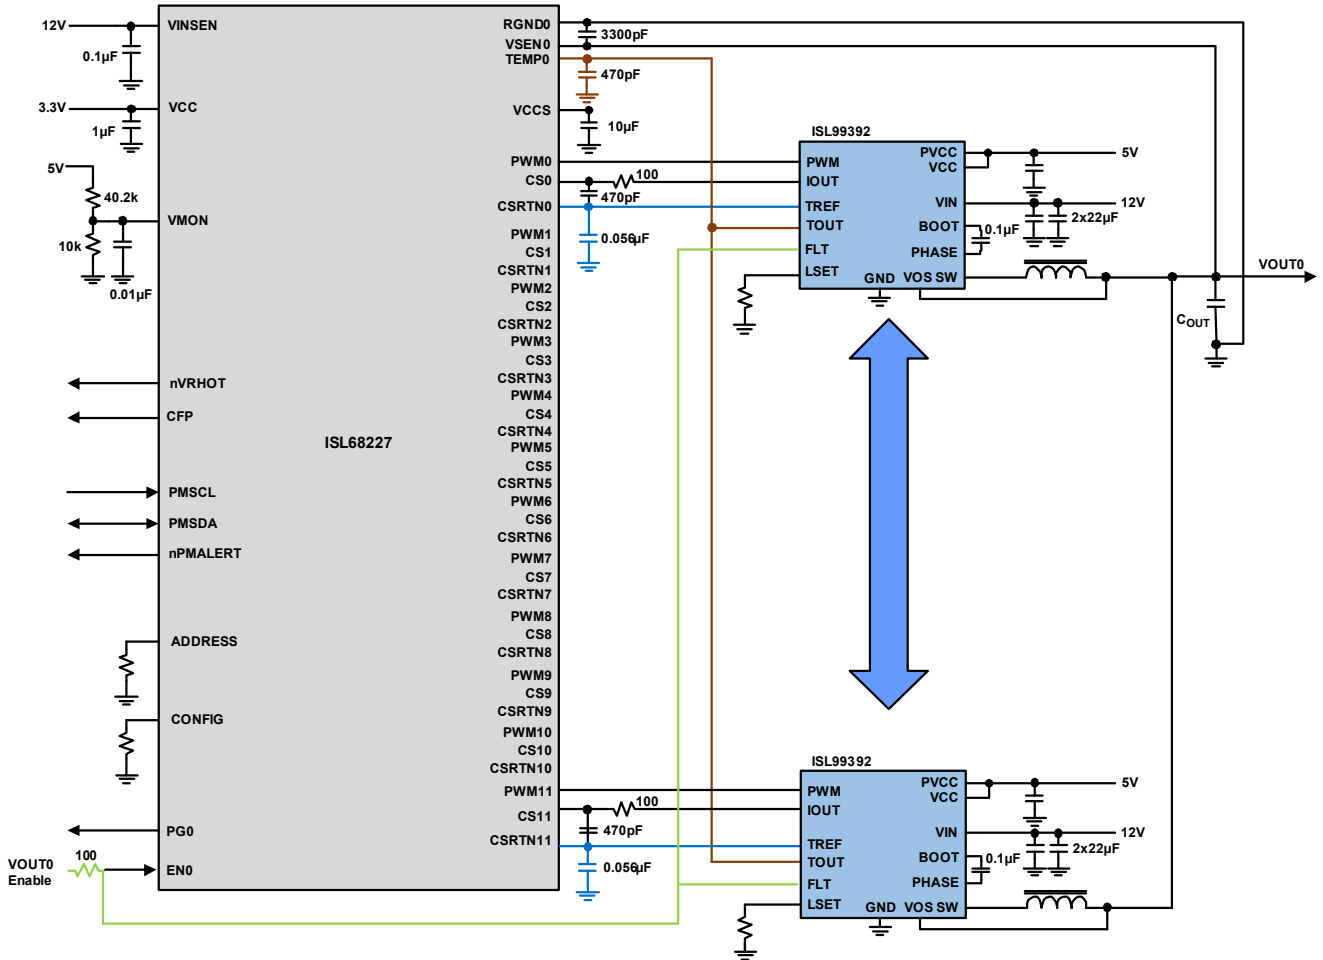 12V
VINSEN
0.1µF
3.3V
VCC
1µF
5V
40.2k
VMON
10k
0.01µF
nVRHOT
CFP
ISL68227
PMSCL
PMSDA
nPMALERT
ADDRESS
CONFIG
PG0
VOUT0
Enable
100
EN0
RGND0
3300pF
VSEN0
TEMP0
470pF
VCCS
10µF
PWM0
CS0
100
470pF
CSRTN0
0.056µF
PWM1
CS1
CSRTN1
PWM2
CS2
CSRTN2
PWM3
CS3
CSRTN3
PWM4
CS4
CSRTN4
PWM5
CS5
CSRTN5
PWM6
CS6
CSRTN6
PWM7
CS7
CSRTN7
PWM8
CS8
CSRTN8
PWM9
CS9
CSRTN9
PWM10
CS10
CSRTN10
PWM11
CS11
100
470pF
CSRTN11
0.056µF
ISL99392
PWM
IOUT
TREF
TOUT
FLT
LSET
GND
PVCC
VCC
5V
VIN
12V
2x22µF
BOOT
0.1µF
PHASE
VOS SW
VOUT0
COUT
ISL99392
PWM
IOUT
TREF
TOUT
FLT
LSET
GND
PVCC
VCC
5V
VIN
12V
2x22µF
BOOT
0.1µF
PHASE
VOS SW